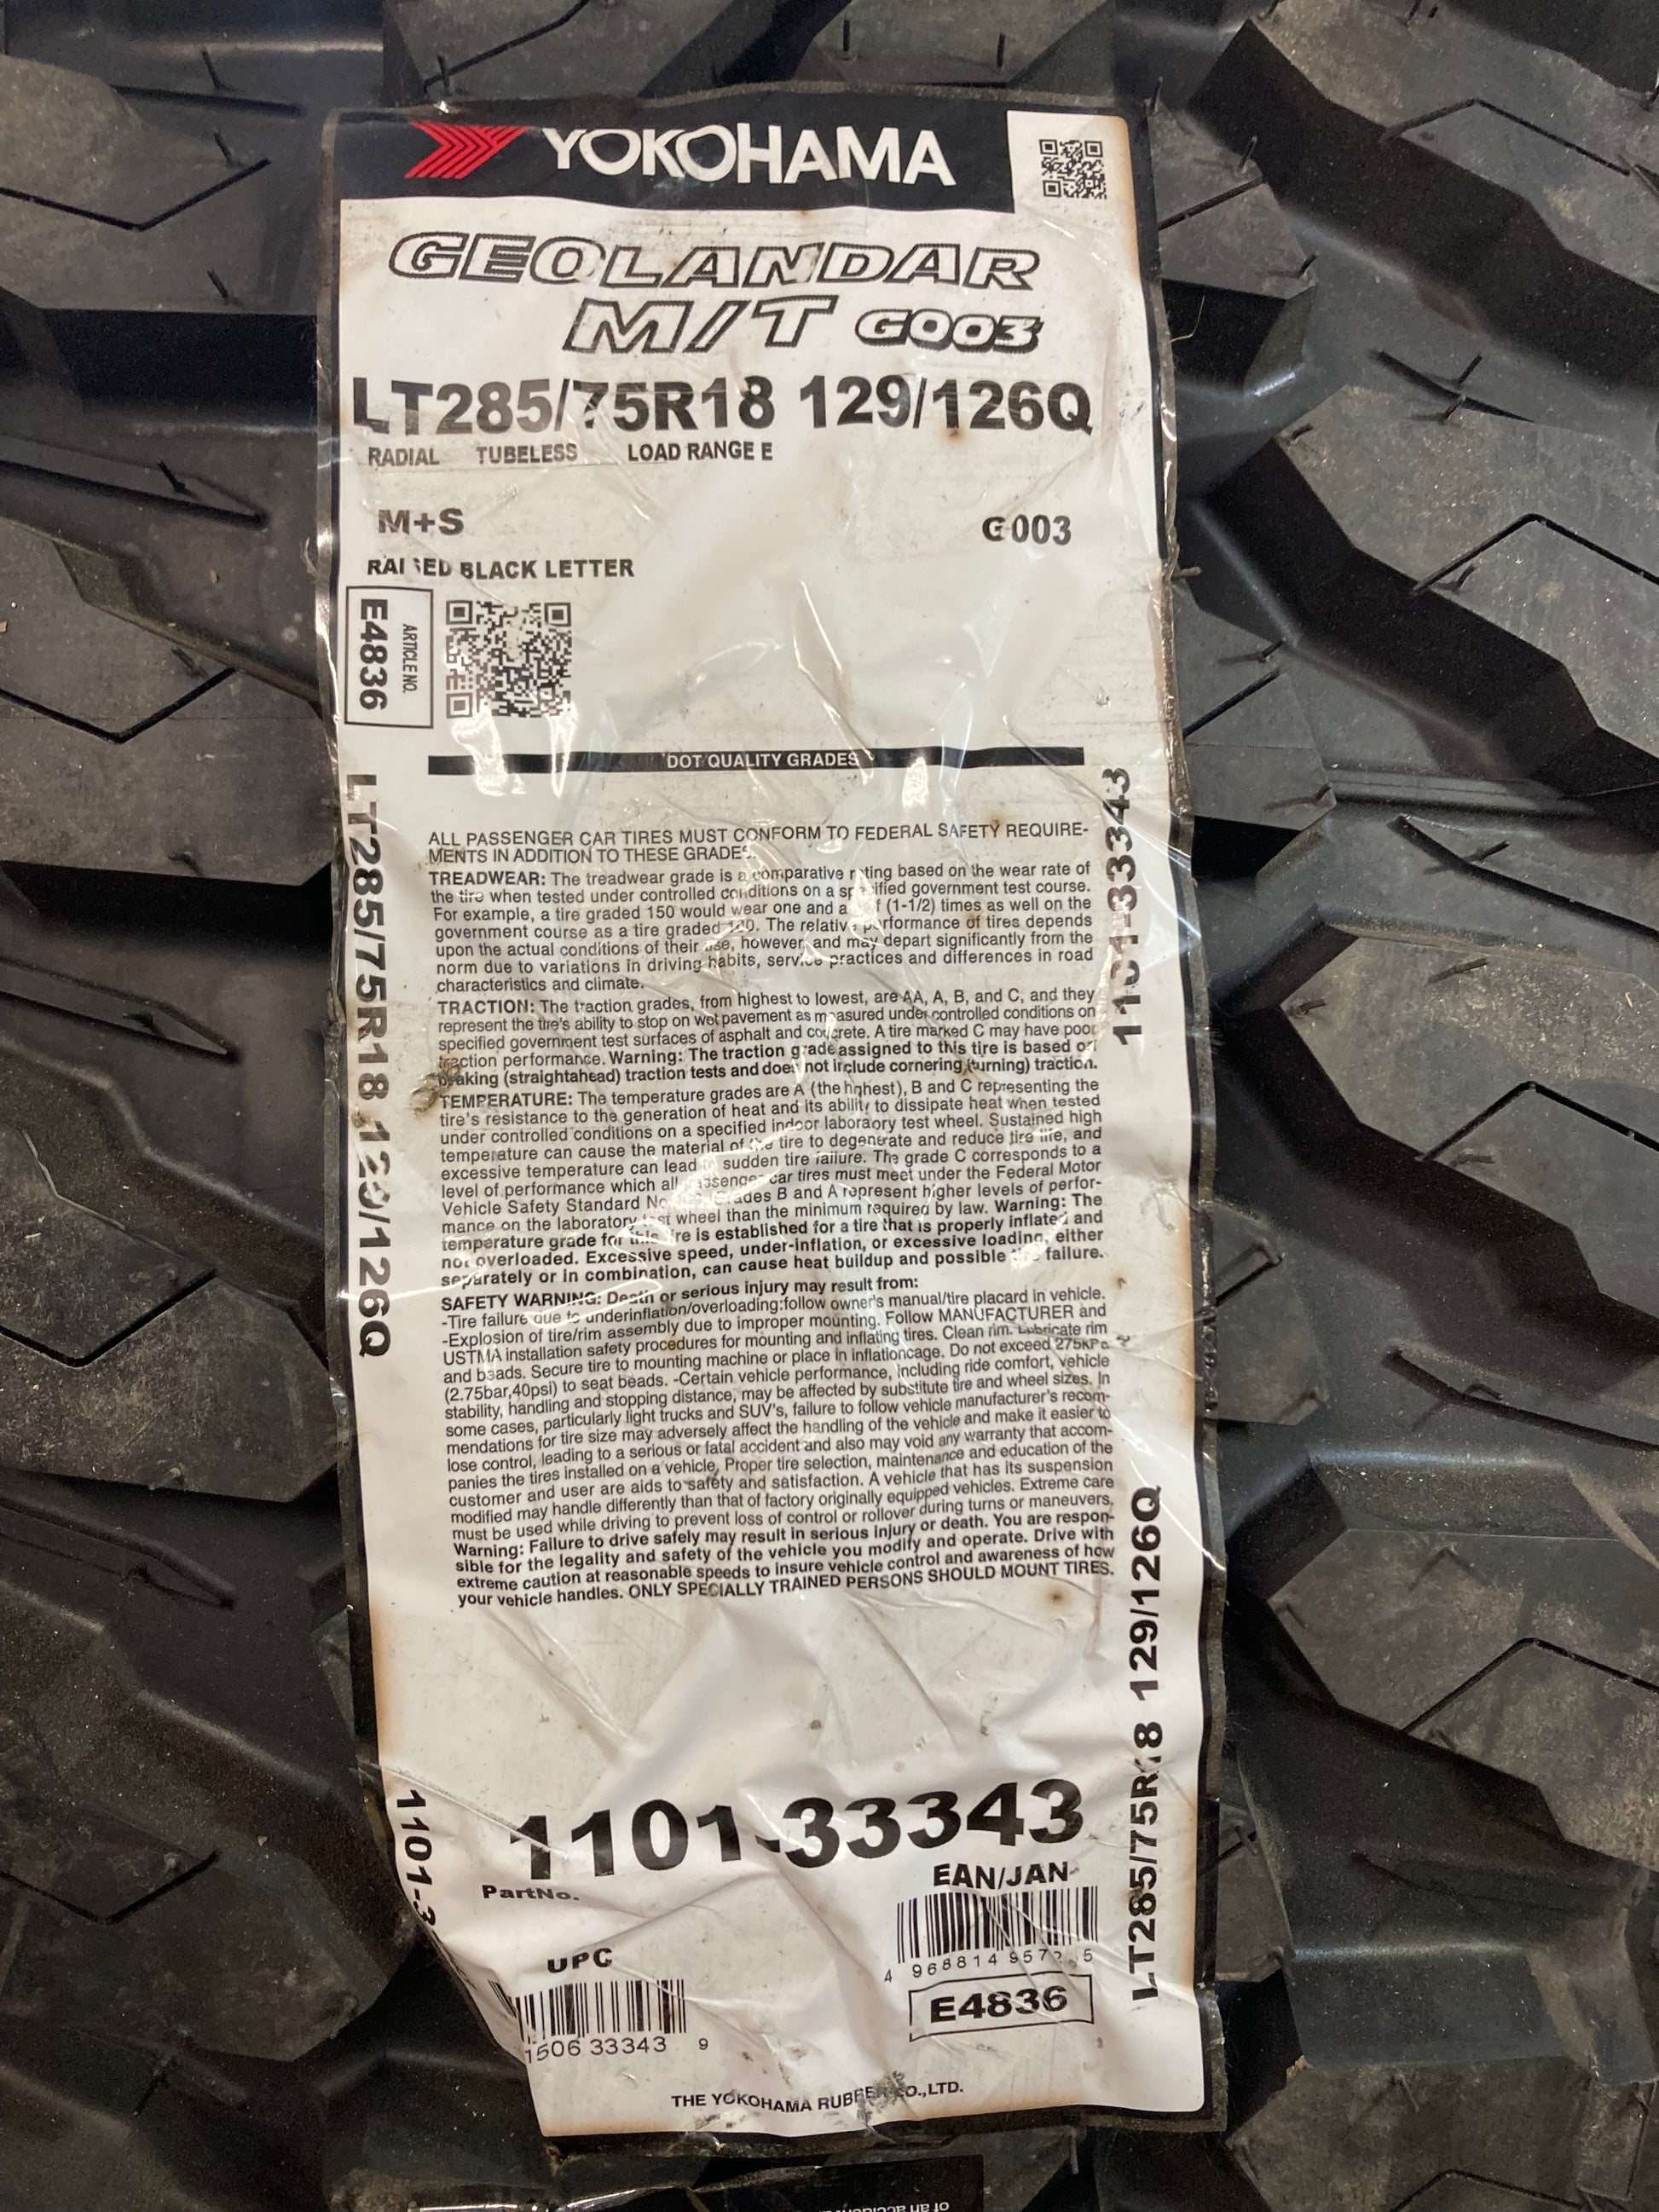 YOKOHAMA
GEOLANDAR
M/T G003
LT285/75R18 129/126Q
RADIAL TUBELESS LOAD RANGE E
M+S G003
RAISED BLACK LETTER
ARTICLE NO.
E4836
DOT QUALITY GRADES
ALL PASSENGER CAR TIRES MUST CONFORM TO FEDERAL SAFETY REQUIRE-
MENTS IN ADDITION TO THESE GRADES.
TREADWEAR: The treadwear grade is a comparative rating based on the wear rate of
the tire when tested under controlled conditions on a specified government test course.
For example, a tire graded 150 would wear one and a f (1-1/2) times as well on the
government course as a tire graded 100. The relative performance of tires depends
upon the actual conditions of their use, however, and may depart significantly from the
norm due to variations in driving habits, service practices and differences in road
characteristics and climate.
TRACTION: The traction grades, from highest to lowest, are AA, A, B, and C, and they
represent the tire's ability to stop on wet pavement as measured under controlled conditions on
specified government test surfaces of asphalt and concrete. A tire marked C may have poor
traction performance. Warning: The traction grade assigned to this tire is based on
braking (straightahead) traction tests and does not include cornering (turning) traction.
TEMPERATURE: The temperature grades are A (the highest), B and C representing the
tire's resistance to the generation of heat and its ability to dissipate heat when tested
under controlled conditions on a specified indoor laboraory test wheel. Sustained high
temperature can cause the material of the tire to degenerate and reduce tire life, and
excessive temperature can lead to sudden tire failure. The grade C corresponds to a
level of performance which all passenger car tires must meet under the Federal Motor
Vehicle Safety Standard No. Grades B and A represent higher levels of perfor-
mance on the laboratory test wheel than the minimum required by law. Warning: The
temperature grade for this tire is established for a tire that is properly inflated and
not overloaded. Excessive speed, under-inflation, or excessive loading, either
separately or in combination, can cause heat buildup and possible tire failure.
SAFETY WARNING: Death or serious injury may result from:
-Tire failure due to underinflation/overloading:follow owner's manual/tire placard in vehicle.
-Explosion of tire/rim assembly due to improper mounting. Follow MANUFACTURER and
USTMA installation safety procedures for mounting and inflating tires. Clean rim. Lubricate rim
and beads. Secure tire to mounting machine or place in inflationcage. Do not exceed 275kPa
(2.75bar,40psi) to seat beads. -Certain vehicle performance, including ride comfort, vehicle
stability, handling and stopping distance, may be affected by substitute tire and wheel sizes. In
some cases, particularly light trucks and SUV's, failure to follow vehicle manufacturer's recom-
mendations for tire size may adversely affect the handling of the vehicle and make it easier to
lose control, leading to a serious or fatal accident and also may void any warranty that accom-
panies the tires installed on a vehicle, Proper tire selection, maintenance and education of the
customer and user are aids to safety and satisfaction. A vehicle that has its suspension
modified may handle differently than that of factory originally equipped vehicles. Extreme care
must be used while driving to prevent loss of control or rollover during turns or maneuvers.
Warning: Failure to drive safely may result in serious injury or death. You are respon-
sible for the legality and safety of the vehicle you modify and operate. Drive with
extreme caution at reasonable speeds to insure vehicle control and awareness of how
your vehicle handles. ONLY SPECIALLY TRAINED PERSONS SHOULD MOUNT TIRES.
LT285/75R18 129/126Q
1101-33343
LT285/75R18 129/126Q
1101-3
1101-33343
PartNo.
EAN/JAN
4 968814 957 5
E4836
UPC
1506 33343 9
THE YOKOHAMA RUBBER CO.,LTD.